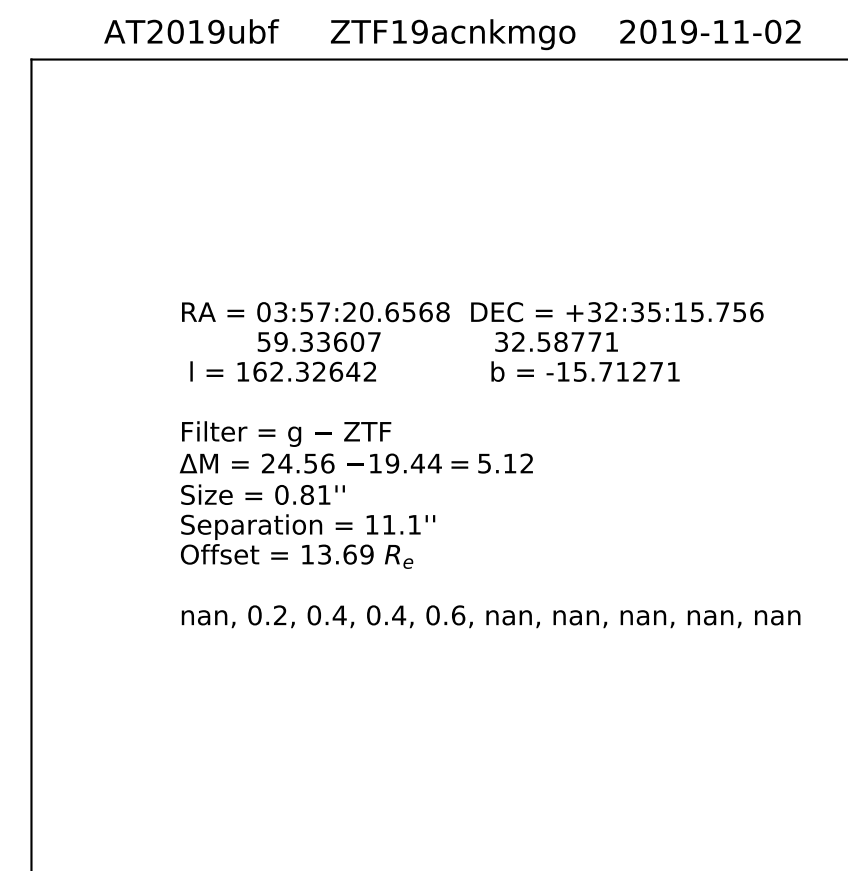 AT2019ubf ZTF19acnkmgo 2019-11-02
RA = 03:57:20.6568 DEC = +32:35:15.756
59.33607 32.58771
l = 162.32642 b = -15.71271
Filter = g − ZTF
ΔM = 24.56 −19.44 = 5.12
Size = 0.81''
Separation = 11.1''
Offset = 13.69 Re
nan, 0.2, 0.4, 0.4, 0.6, nan, nan, nan, nan, nan